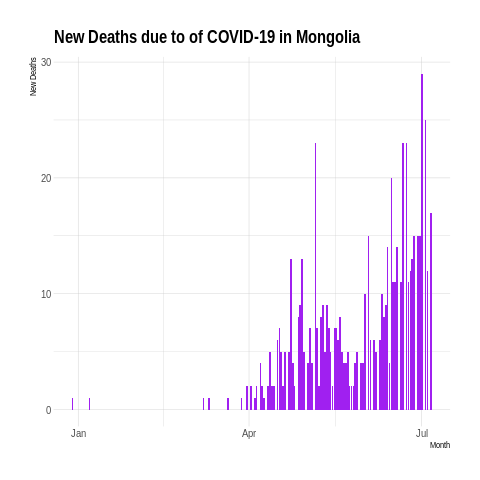 New Deaths due to of COVID-19 in Mongolia
New Deaths
30
20
10
0
Jan Apr Jul
Month